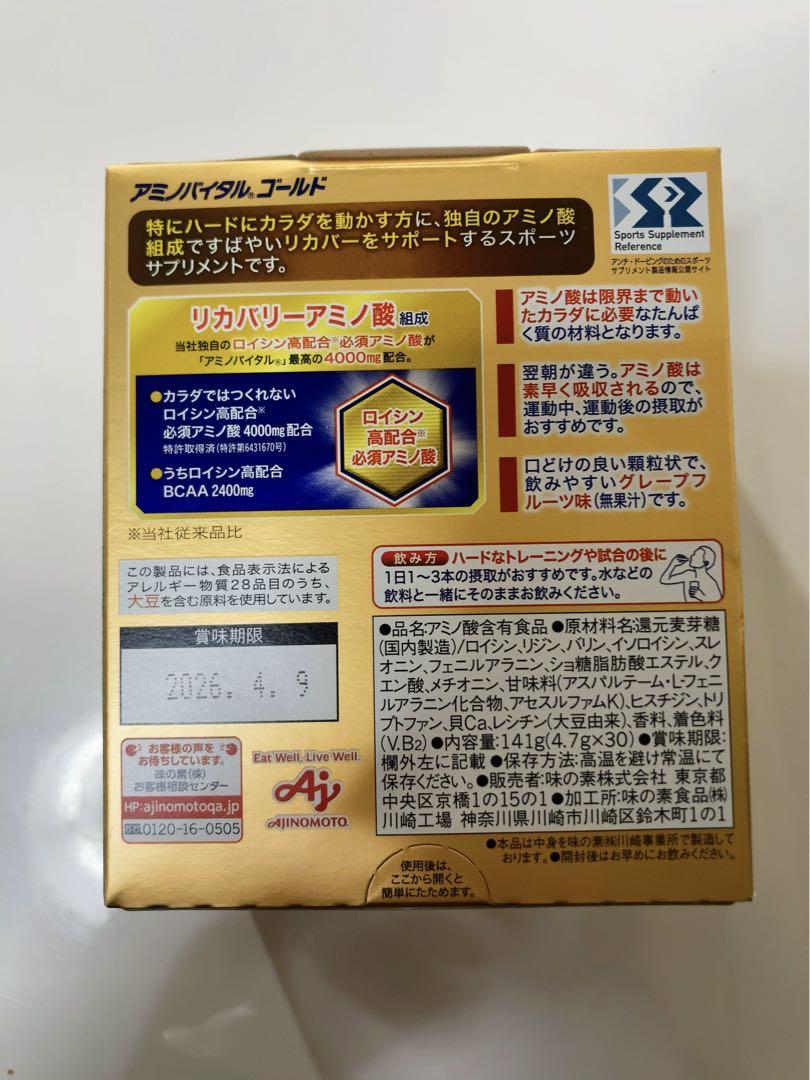 アミノバイタル®ゴールド
特にハードにカラダを動かす方に、独自のアミノ酸
組成ですばやいリカバーをサポートするスポーツ
サプリメントです。
Sports Supplement
Reference
アンチ・ドーピングのためのスポーツ
サプリメント製品情報公開サイト
リカバリーアミノ酸組成
当社独自のロイシン高配合※必須アミノ酸が
「アミノバイタル®」最高の4000mg配合。
●カラダではつくれない
ロイシン高配合※
必須アミノ酸 4000mg配合
特許取得済(特許第6431670号)
●うちロイシン高配合
BCAA 2400mg
ロイシン
高配合※
必須アミノ酸
※当社従来品比
アミノ酸は限界まで動い
たカラダに必要なたんぱ
く質の材料となります。
翌朝が違う。アミノ酸は
素早く吸収されるので、
運動中、運動後の摂取が
おすすめです。
口どけの良い顆粒状で、
飲みやすいグレープフ
ルーツ味(無果汁)です。
この製品には、食品表示法による
アレルギー物質28品目のうち、
大豆を含む原料を使用しています。
飲み方 ハードなトレーニングや試合の後に
1日1～3本の摂取がおすすめです。水などの
飲料と一緒にそのままお飲みください。
賞味期限
2026. 4. 9
●品名:アミノ酸含有食品 ●原材料名:還元麦芽糖
(国内製造)/ロイシン、リジン、バリン、イソロイシン、スレ
オニン、フェニルアラニン、ショ糖脂肪酸エステル、ク
エン酸、メチオニン、甘味料(アスパルテーム・L-フェニ
ルアラニン化合物、アセスルファムK)、ヒスチジン、トリ
プトファン、貝Ca、レシチン(大豆由来)、香料、着色料
(V.B2) ●内容量:141g(4.7g×30) ●賞味期限:
欄外左に記載 ●保存方法:高温を避け常温にて
保存ください。●販売者:味の素株式会社 東京都
中央区京橋1の15の1 ●加工所:味の素食品㈱
川崎工場 神奈川県川崎市川崎区鈴木町1の1
お客様の声を
お待ちしています。
味の素(株)
お客様相談センター
HP:ajinomotoqa.jp
0120-16-0505
Eat Well, Live Well.
Aj
AJINOMOTO.
●本品は中身を味の素㈱川崎事業所で製造して
おります。●開封後はお早めにお飲みください。
使用後は、
ここから開くと
簡単にたためます。